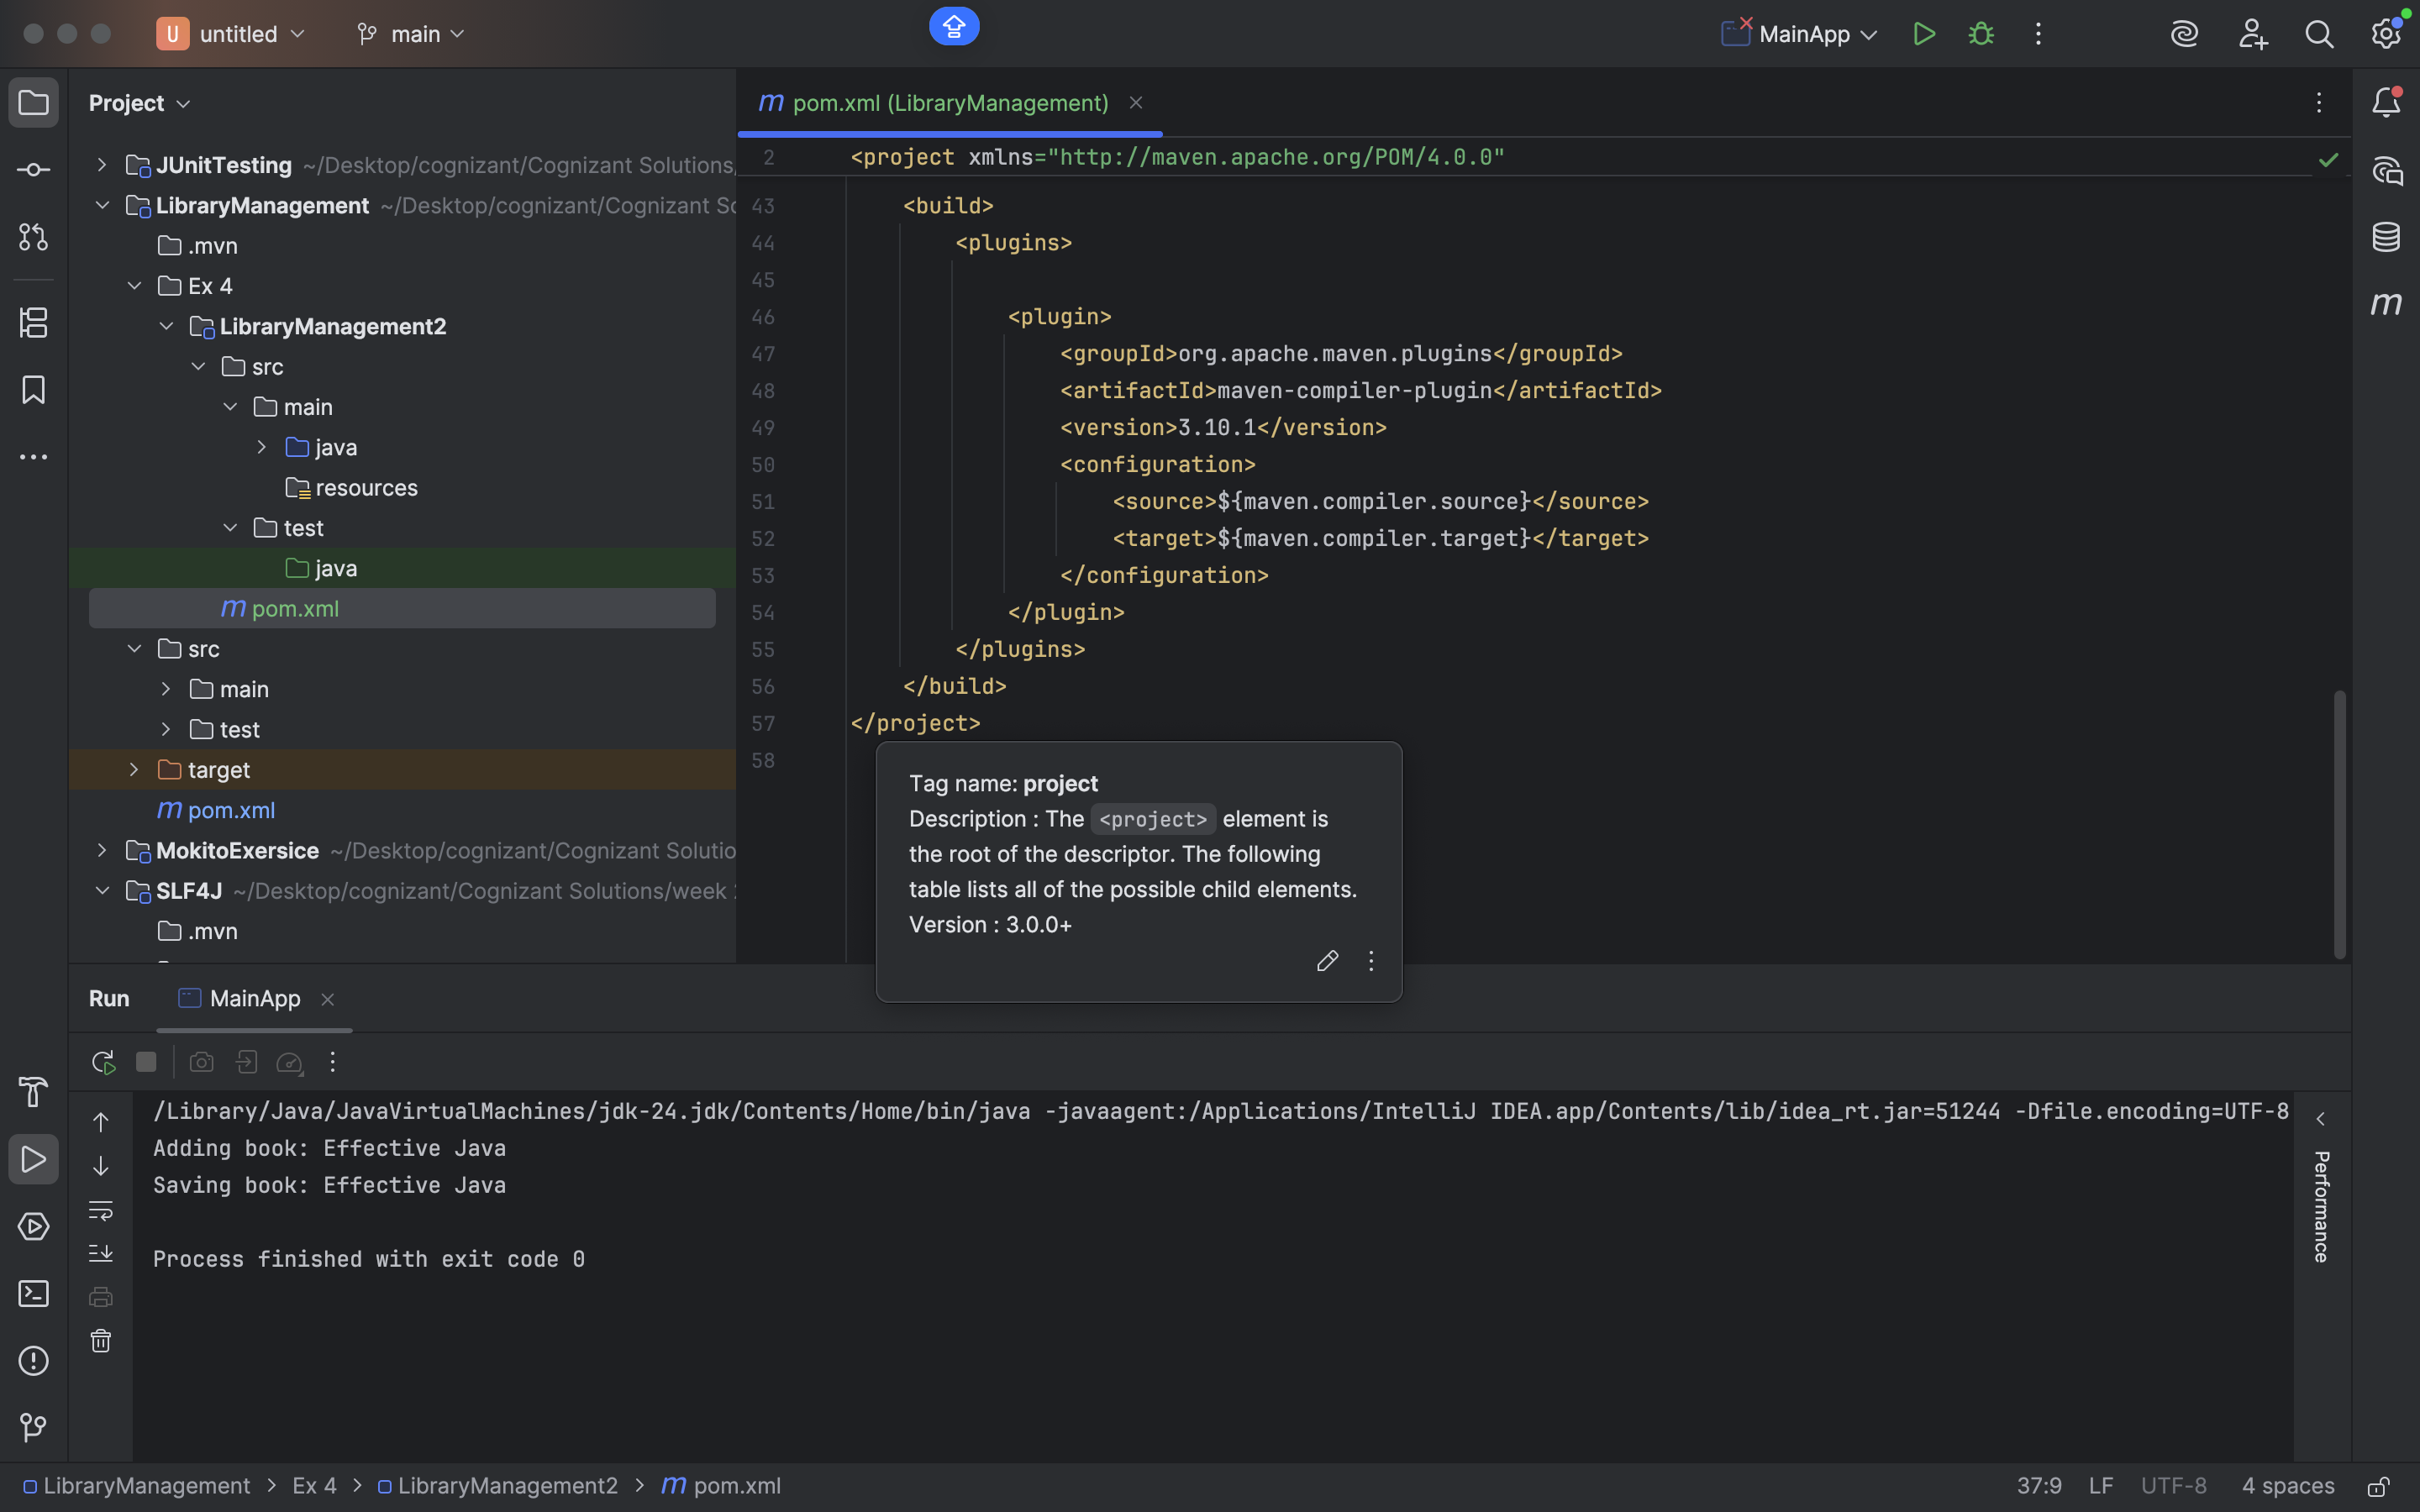 U untitled
main
MainApp
Project
pom.xml (LibraryManagement)
JUnitTesting ~/Desktop/cognizant/Cognizant Solutions
LibraryManagement ~/Desktop/cognizant/Cognizant So
.mvn
Ex 4
LibraryManagement2
src
main
java
resources
test
java
pom.xml
src
main
test
target
pom.xml
MokitoExersice ~/Desktop/cognizant/Cognizant Solutio
SLF4J ~/Desktop/cognizant/Cognizant Solutions/week
.mvn
2 <project xmlns="http://maven.apache.org/POM/4.0.0"
43 <build>
44 <plugins>
45
46 <plugin>
47 <groupId>org.apache.maven.plugins</groupId>
48 <artifactId>maven-compiler-plugin</artifactId>
49 <version>3.10.1</version>
50 <configuration>
51 <source>${maven.compiler.source}</source>
52 <target>${maven.compiler.target}</target>
53 </configuration>
54 </plugin>
55 </plugins>
56 </build>
57 </project>
58
Tag name: project
Description : The <project> element is
the root of the descriptor. The following
table lists all of the possible child elements.
Version : 3.0.0+
Run MainApp
/Library/Java/JavaVirtualMachines/jdk-24.jdk/Contents/Home/bin/java -javaagent:/Applications/IntelliJ IDEA.app/Contents/lib/idea_rt.jar=51244 -Dfile.encoding=UTF-8
Adding book: Effective Java
Saving book: Effective Java
Process finished with exit code 0
Performance
LibraryManagement > Ex 4 > LibraryManagement2 > pom.xml
37:9 LF UTF-8 4 spaces